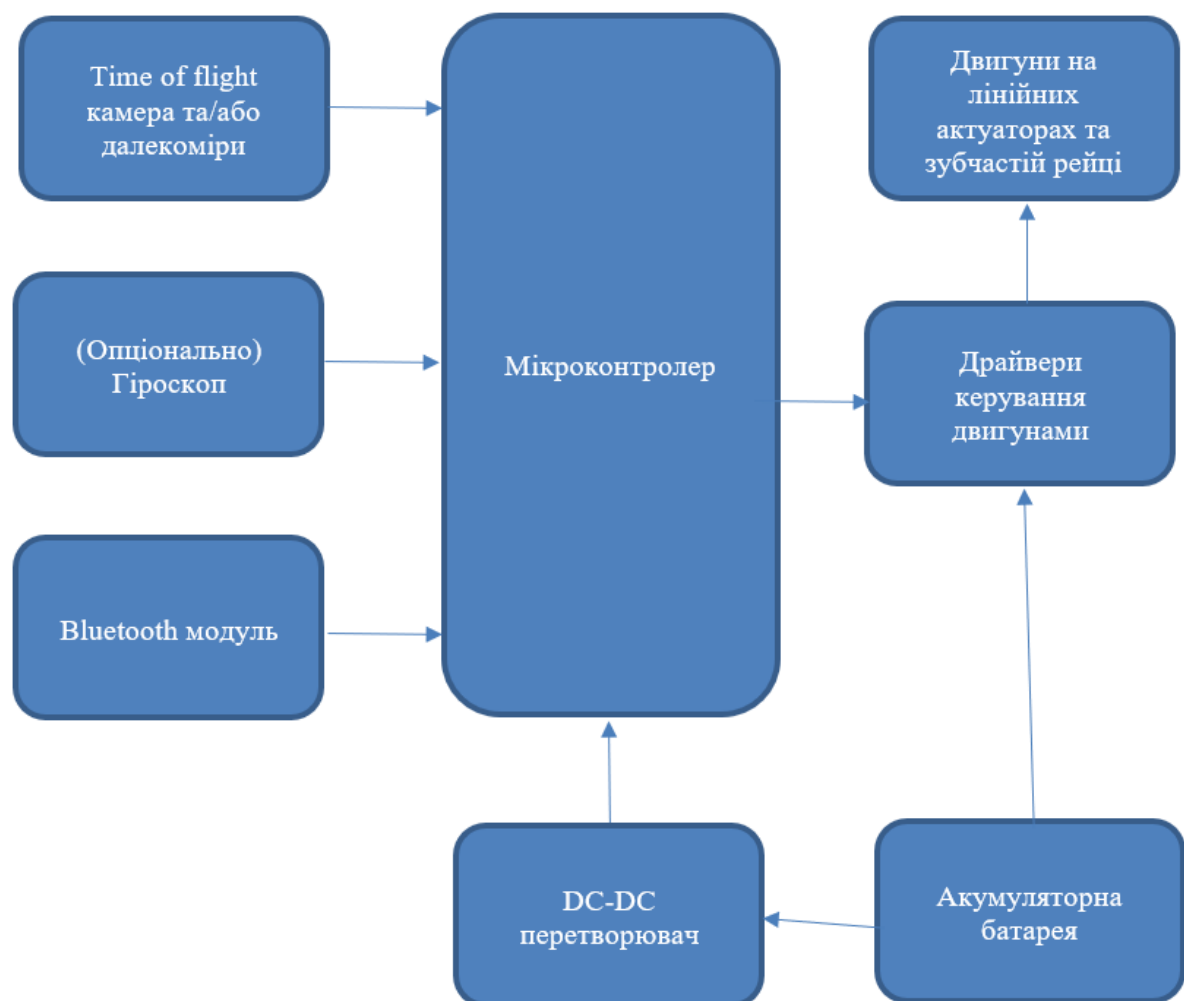 Time of flight
камера та/або
далекоміри
Двигуни на
лінійних
актуаторах та
зубчастій рейці
(Опціонально)
Гіроскоп
Мікроконтролер
Драйвери
керування
двигунами
Bluetooth модуль
DC-DC
перетворювач
Акумуляторна
батарея